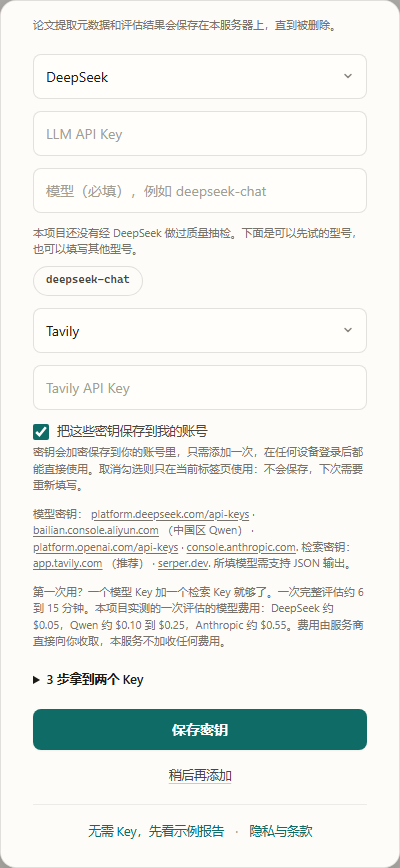 论文提取元数据和评估结果会保存在本服务器上，直到被删除。
DeepSeek
LLM API Key
模型（必填），例如 deepseek-chat
本项目还没有经 DeepSeek 做过质量抽检。下面是可以先试的型号，
也可以填写其他型号。
deepseek-chat
Tavily
Tavily API Key
把这些密钥保存到我的账号
密钥会加密保存到你的账号里，只需添加一次，在任何设备登录后都
能直接使用。取消勾选则只在当前标签页使用：不会保存，下次需要
重新填写。
模型密钥： platform.deepseek.com/api-keys ·
bailian.console.aliyun.com （中国区 Qwen） ·
platform.openai.com/api-keys · console.anthropic.com. 检索密钥：
app.tavily.com （推荐） · serper.dev. 所填模型需支持 JSON 输出。
第一次用？一个模型 Key 加一个检索 Key 就够了。一次完整评估约 6
到 15 分钟。本项目实测的一次评估的模型费用：DeepSeek 约
$0.05，Qwen 约 $0.10 到 $0.25，Anthropic 约 $0.55。费用由服务商
直接向你收取，本服务不加收任何费用。
3 步拿到两个 Key
保存密钥
稍后再添加
无需 Key，先看示例报告 · 隐私与条款